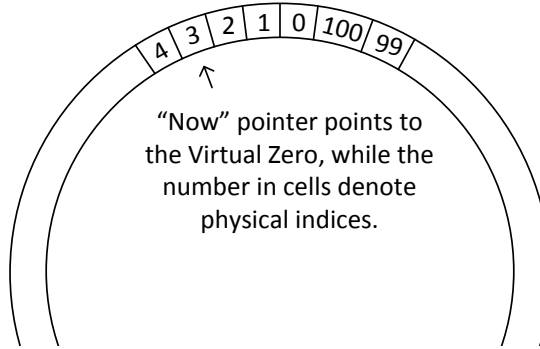 4 3 2 1 0 100 99
“Now” pointer points to
the Virtual Zero, while the
number in cells denote
physical indices.